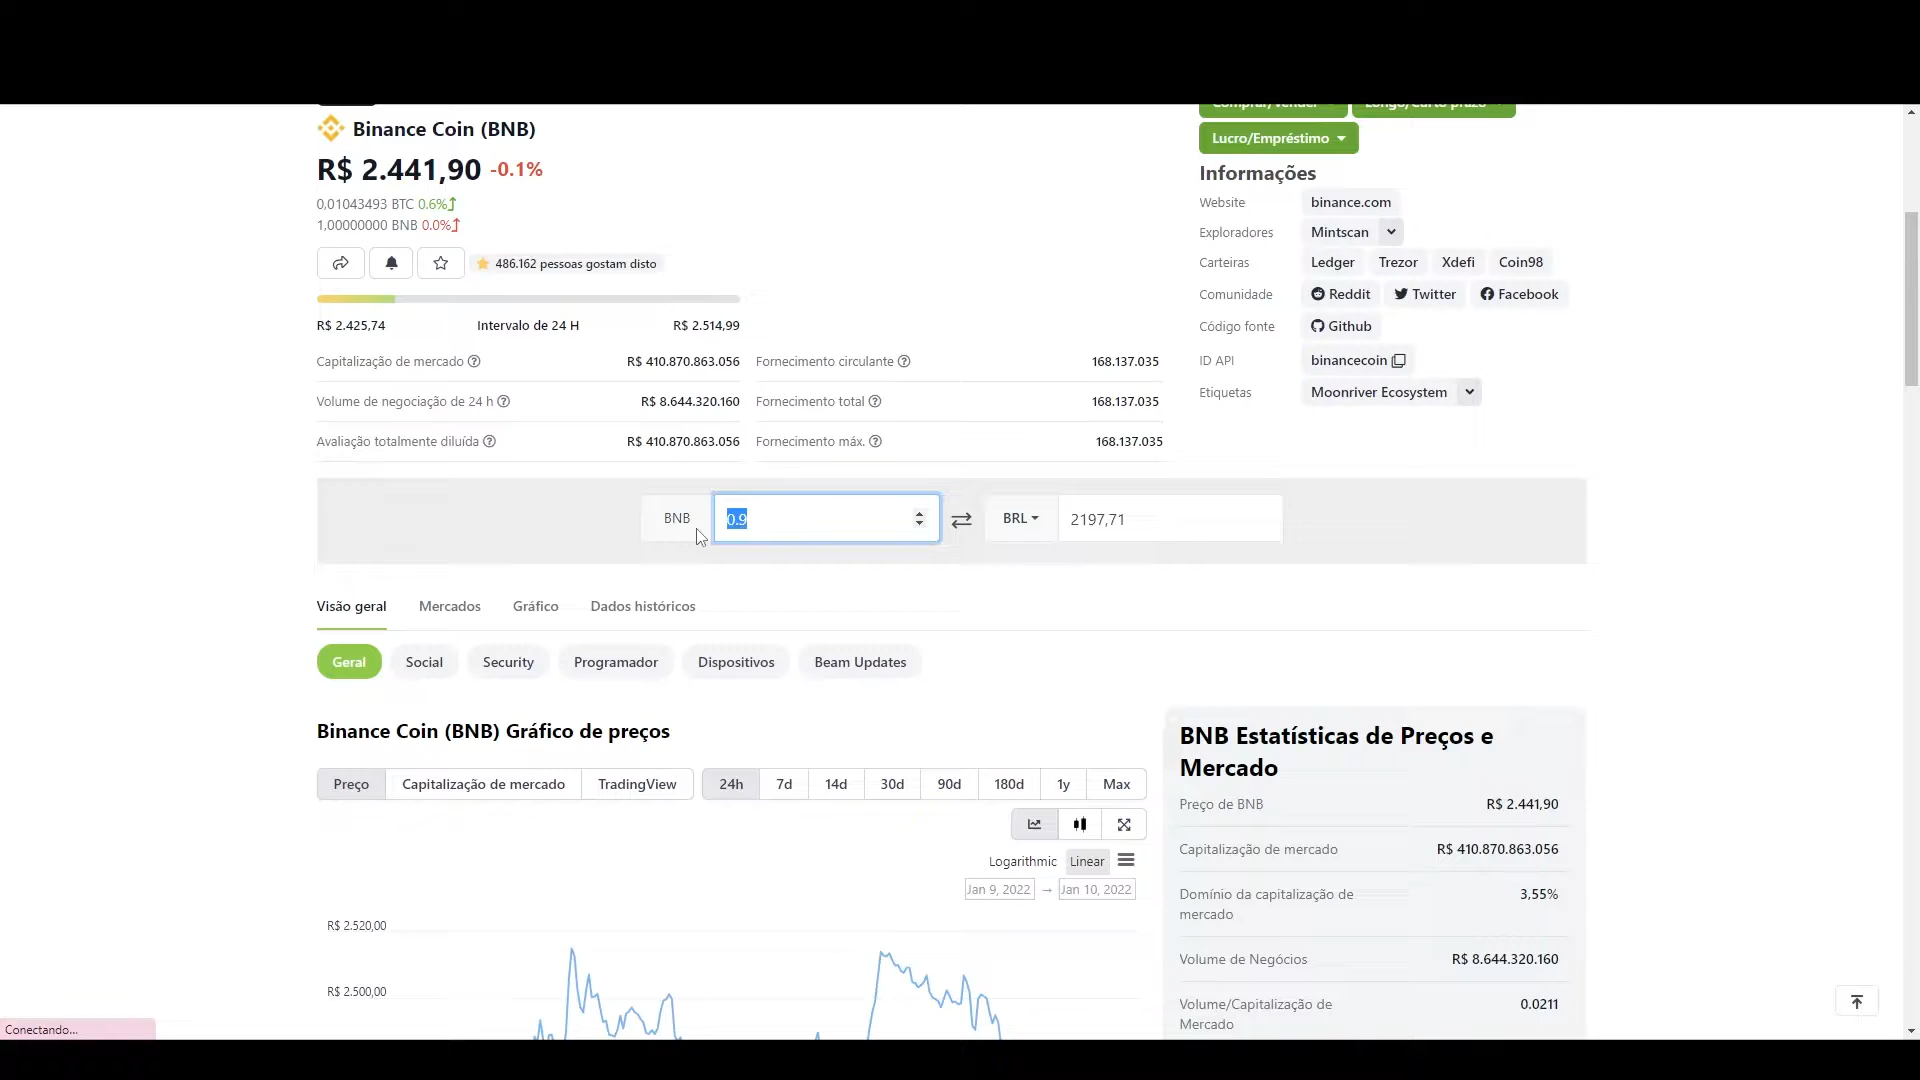 Comprar/Vender
Longo/Curto prazo
Binance Coin (BNB)
R$ 2.441,90 -0.1%
0,01043493 BTC 0.6%
1,00000000 BNB 0.0%
486.162 pessoas gostam disto
R$ 2.425,74 Intervalo de 24 H R$ 2.514,99
Capitalização de mercado R$ 410.870.863.056
Volume de negociação de 24 h R$ 8.644.320.160
Avaliação totalmente diluída R$ 410.870.863.056
Fornecimento circulante 168.137.035
Fornecimento total 168.137.035
Fornecimento máx. 168.137.035
Lucro/Empréstimo
Informações
Website binance.com
Exploradores Mintscan
Carteiras Ledger Trezor Xdefi Coin98
Comunidade Reddit Twitter Facebook
Código fonte Github
ID API binancecoin
Etiquetas Moonriver Ecosystem
BNB 0.9 BRL 2197,71
Visão geral Mercados Gráfico Dados históricos
Geral Social Security Programador Dispositivos Beam Updates
Binance Coin (BNB) Gráfico de preços
Preço Capitalização de mercado TradingView 24h 7d 14d 30d 90d 180d 1y Max
Logarithmic Linear
Jan 9, 2022 → Jan 10, 2022
R$ 2.520,00
R$ 2.500,00
BNB Estatísticas de Preços e
Mercado
Preço de BNB R$ 2.441,90
Capitalização de mercado R$ 410.870.863.056
Domínio da capitalização de 3,55%
mercado
Volume de Negócios R$ 8.644.320.160
Volume/Capitalização de 0.0211
Mercado
Conectando...